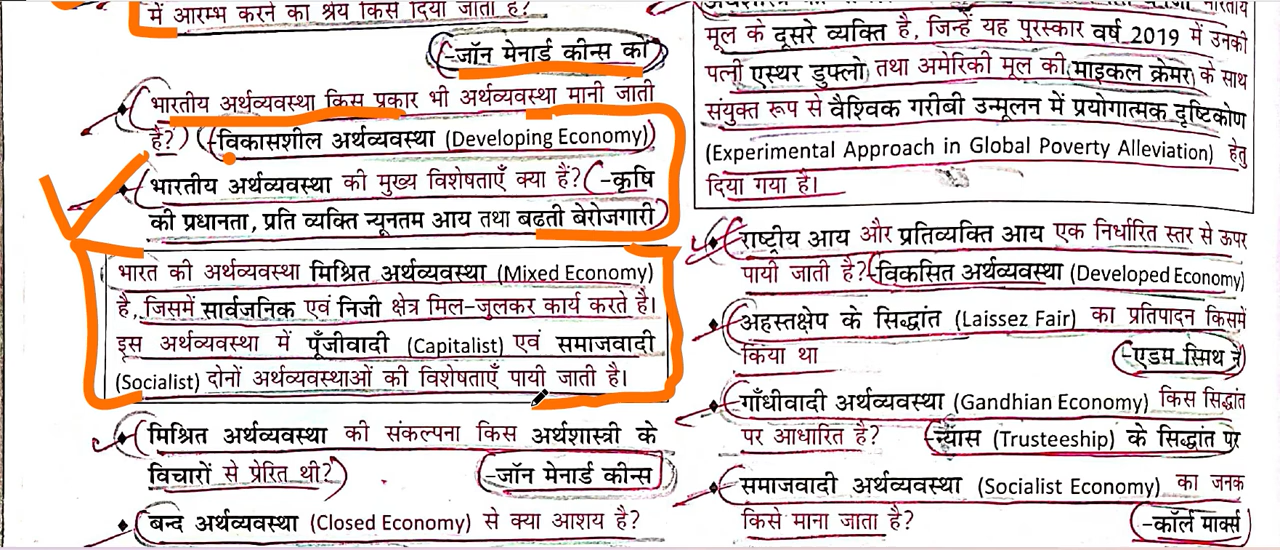 में आरम्भ करने का श्रेय किसे दिया जाता है?
-जॉन मेनार्ड कीन्स को
भारतीय अर्थव्यवस्था किस प्रकार भी अर्थव्यवस्था मानी जाती
है? -विकासशील अर्थव्यवस्था (Developing Economy)
भारतीय अर्थव्यवस्था की मुख्य विशेषताएँ क्या हैं? -कृषि
की प्रधानता, प्रति व्यक्ति न्यूनतम आय तथा बढती बेरोजगारी
भारत की अर्थव्यवस्था मिश्रित अर्थव्यवस्था (Mixed Economy)
है, जिसमें सार्वजनिक एवं निजी क्षेत्र मिल-जुलकर कार्य करते है।
इस अर्थव्यवस्था में पूँजीवादी (Capitalist) एवं समाजवादी
(Socialist) दोनों अर्थव्यवस्थाओं की विशेषताएँ पायी जाती है।
मिश्रित अर्थव्यवस्था की संकल्पना किस अर्थशास्त्री के
विचारों से प्रेरित थी? -जॉन मेनार्ड कीन्स
बन्द अर्थव्यवस्था (Closed Economy) से क्या आशय है?
मूल के दूसरे व्यक्ति है, जिन्हें यह पुरस्कार वर्ष 2019 में उनकी
पत्नी एस्थर डुफ्लो तथा अमेरिकी मूल की माइकल क्रेमर के साथ
संयुक्त रूप से वैश्विक गरीबी उन्मूलन में प्रयोगात्मक दृष्टिकोण
(Experimental Approach in Global Poverty Alleviation) हेतु
दिया गया है।
राष्ट्रीय आय और प्रतिव्यक्ति आय एक निर्धारित स्तर से ऊपर
पायी जाती है? -विकसित अर्थव्यवस्था (Developed Economy)
अहस्तक्षेप के सिद्धांत (Laissez Fair) का प्रतिपादन किसमें
किया था -एडम स्मिथ ने
गाँधीवादी अर्थव्यवस्था (Gandhian Economy) किस सिद्धांत
पर आधारित है? -न्यास (Trusteeship) के सिद्धांत पर
समाजवादी अर्थव्यवस्था (Socialist Economy) का जनक
किसे माना जाता है? -कॉर्ल मार्क्स